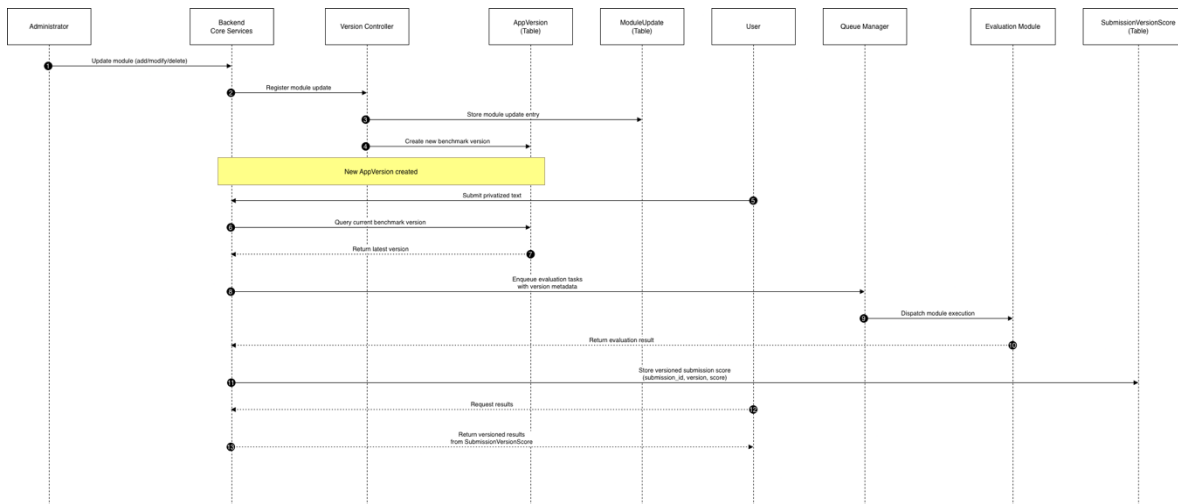 Administrator
Backend
Core Services
Version Controller
AppVersion
(Table)
ModuleUpdate
(Table)
User
Queue Manager
Evaluation Module
SubmissionVersionScore
(Table)
1
Update module (add/modify/delete)
2
Register module update
3
Store module update entry
4
Create new benchmark version
New AppVersion created
Submit privatized text
5
6
Query current benchmark version
Return latest version
7
8
Enqueue evaluation tasks
with version metadata
9
Dispatch module execution
Return evaluation result
10
11
Store versioned submission score
(submission_id, version, score)
Request results
12
13
Return versioned results
from SubmissionVersionScore